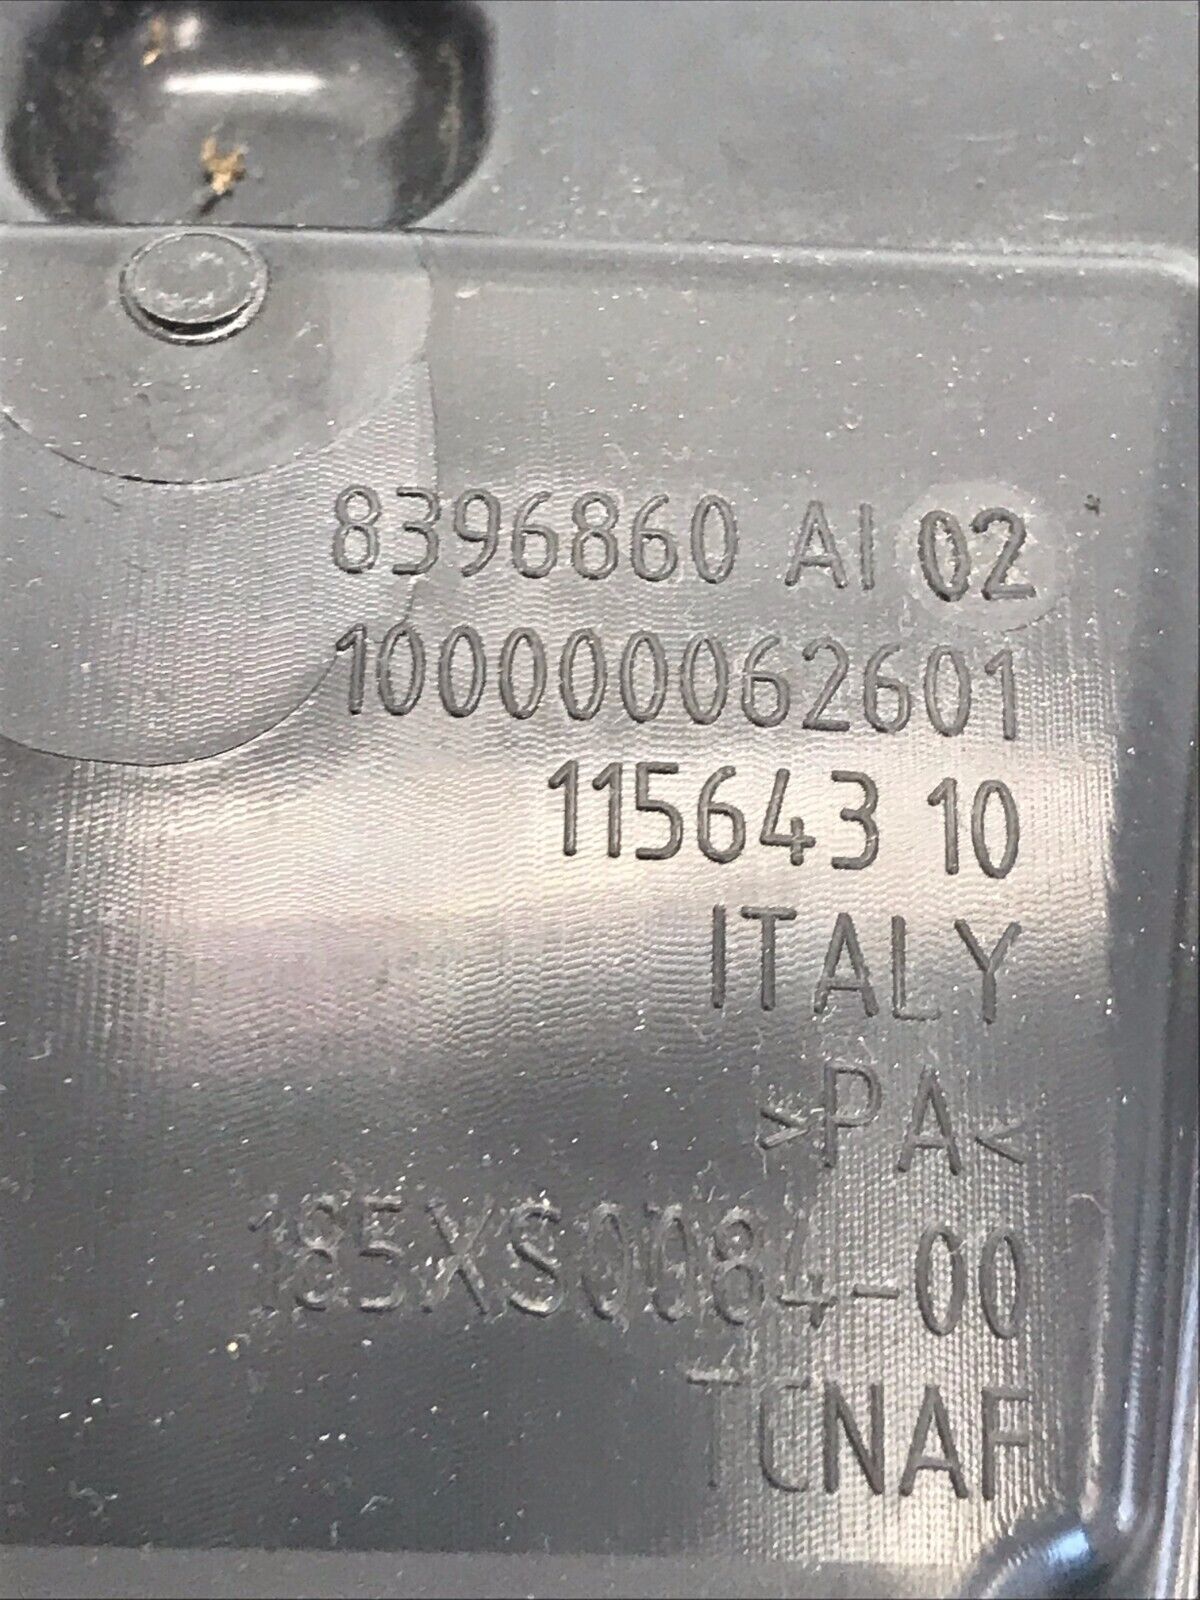 8396860 AI 02
100000062601
115643 10
ITALY
>PA<
185XS0084-00
TCNAF